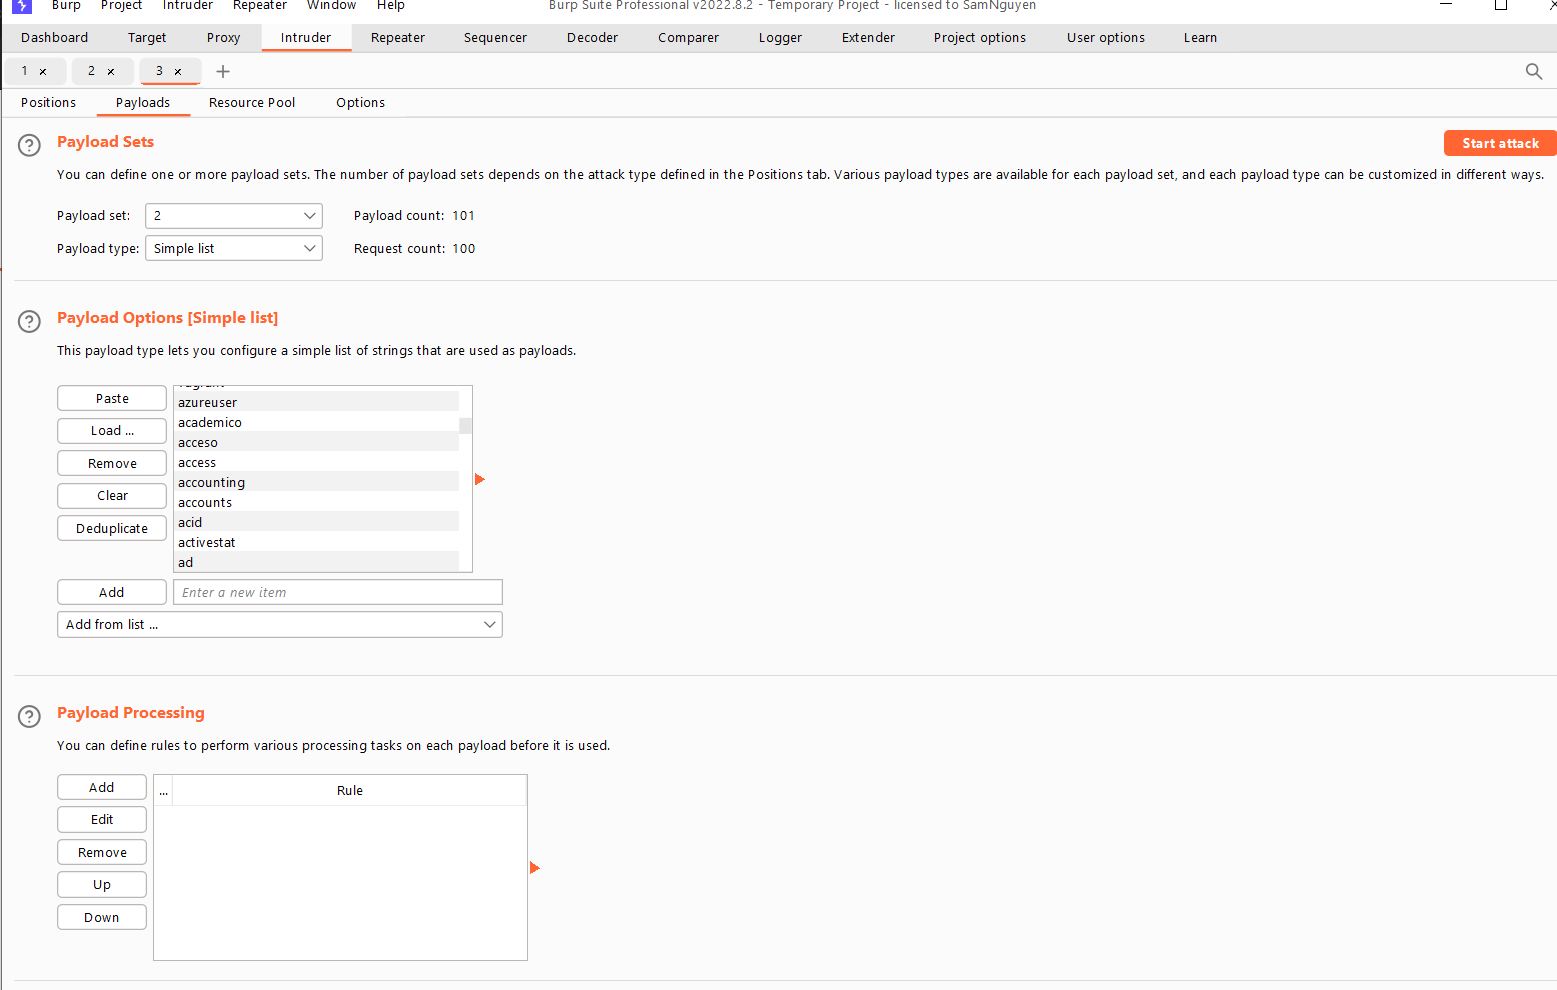 Burp Project Intruder Repeater Window Help Burp Suite Professional v2022.8.2 - Temporary Project - licensed to SamNguyen
Dashboard Target Proxy Intruder Repeater Sequencer Decoder Comparer Logger Extender Project options User options Learn
1 × 2 × 3 × +
Positions Payloads Resource Pool Options
? Payload Sets Start attack
You can define one or more payload sets. The number of payload sets depends on the attack type defined in the Positions tab. Various payload types are available for each payload set, and each payload type can be customized in different ways.
Payload set: 2 Payload count: 101
Payload type: Simple list Request count: 100
? Payload Options [Simple list]
This payload type lets you configure a simple list of strings that are used as payloads.
Paste
Load ...
Remove
Clear
Deduplicate
azureuser
academico
acceso
access
accounting
accounts
acid
activestat
ad
Add Enter a new item
Add from list ...
? Payload Processing
You can define rules to perform various processing tasks on each payload before it is used.
Add
Edit
Remove
Up
Down
... Rule